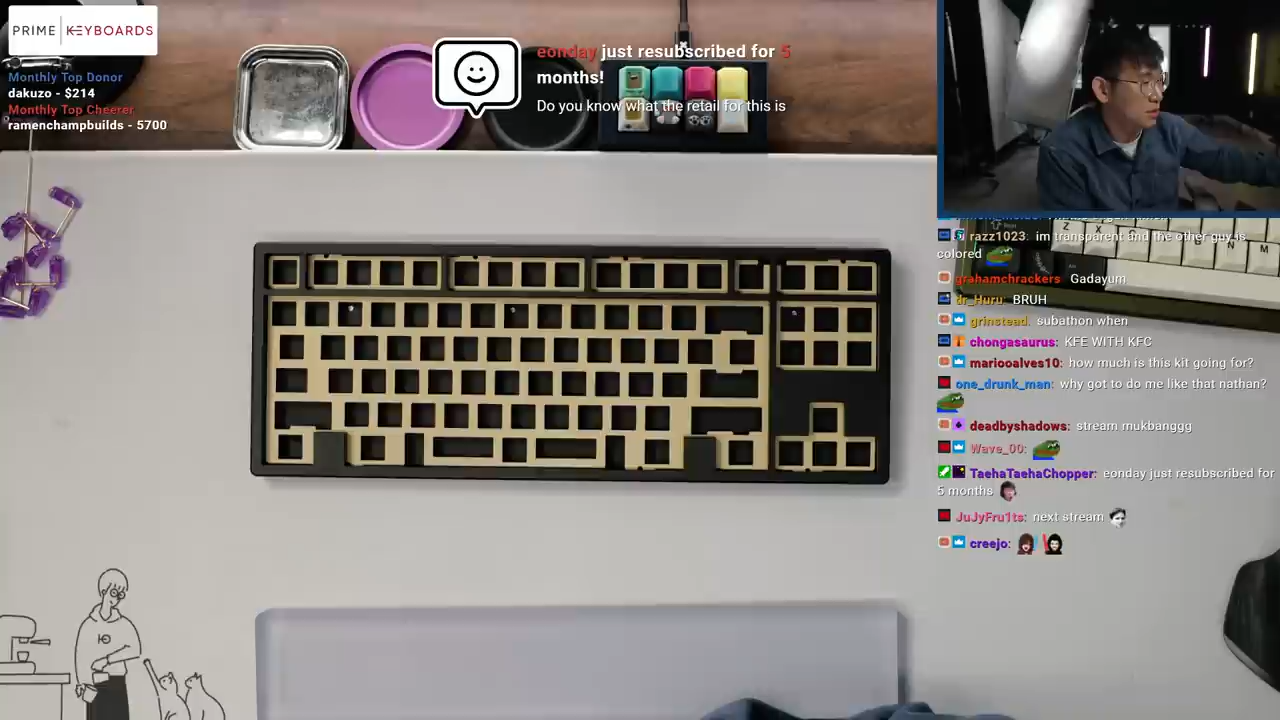 PRIME | KEYBOARDS
Monthly Top Donor
dakuzo - $214
Monthly Top Cheerer
ramenchampbuilds - 5700
eonday just resubscribed for 5
months!
Do you know what the retail for this is
razz1023: im transparent and the other guy is
colored
grahamchrackers Gadayum
dr_Huru: BRUH
grinstead: subathon when
chongasaurus: KFE WITH KFC
mariooalves10: how much is this kit going for?
one_drunk_man: why got to do me like that nathan?
deadbyshadows: stream mukbanggg
Wave_00:
TaehaTaehaChopper: eonday just resubscribed for
5 months
JuJyFru1ts: next stream
creejo:
Z X
N M